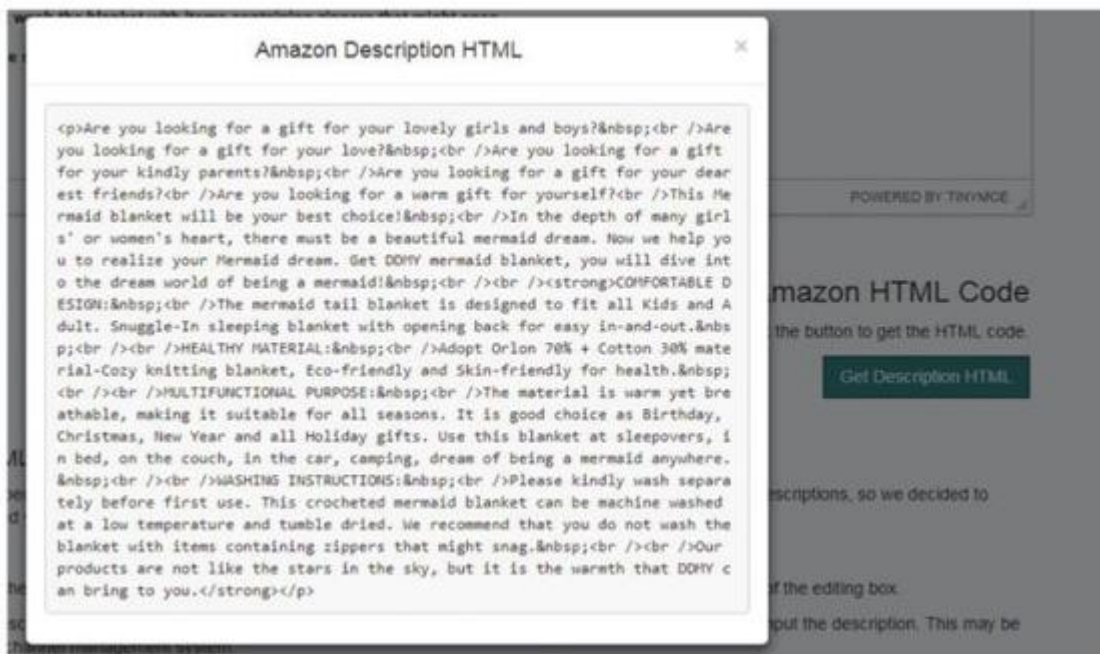 wash the blanket with items containing zippers that might
Amazon Description HTML
×
<p>Are you looking for a gift for your lovely girls and boys?&nbsp;<br />Are
you looking for a gift for your love?&nbsp;<br />Are you looking for a gift
for your kindly parents?&nbsp;<br />Are you looking for a gift for your dear
est friends?<br />Are you looking for a warm gift for yourself?<br />This Me
rmaid blanket will be your best choice!&nbsp;<br />In the depth of many girl
s' or women's heart, there must be a beautiful mermaid dream. Now we help yo
u to realize your Mermaid dream. Get DDMY mermaid blanket, you will dive int
o the dream world of being a mermaid!&nbsp;<br /><br /><strong>COMFORTABLE D
ESIGN:&nbsp;<br />The mermaid tail blanket is designed to fit all Kids and A
dult. Snuggle-In sleeping blanket with opening back for easy in-and-out.&nbs
p;<br /><br />HEALTHY MATERIAL:&nbsp;<br />Adopt Orlon 70% + Cotton 30% mate
rial-Cozy knitting blanket, Eco-friendly and Skin-friendly for health.&nbsp;
<br /><br />MULTIFUNCTIONAL PURPOSE:&nbsp;<br />The material is warm yet bre
athable, making it suitable for all seasons. It is good choice as Birthday,
Christmas, New Year and all Holiday gifts. Use this blanket at sleepovers, i
n bed, on the couch, in the car, camping, dream of being a mermaid anywhere.
&nbsp;<br /><br />WASHING INSTRUCTIONS:&nbsp;<br />Please kindly wash separa
tely before first use. This crocheted mermaid blanket can be machine washed
at a low temperature and tumble dried. We recommend that you do not wash the
blanket with items containing zippers that might snag.&nbsp;<br /><br />Our
products are not like the stars in the sky, but it is the warmth that DDMY c
an bring to you.</strong></p>
POWERED BY TINYMCE
mazon HTML Code
the button to get the HTML code.
Get Description HTML
escriptions, so we decided to
of the editing box.
nput the description. This may be
channel management system.